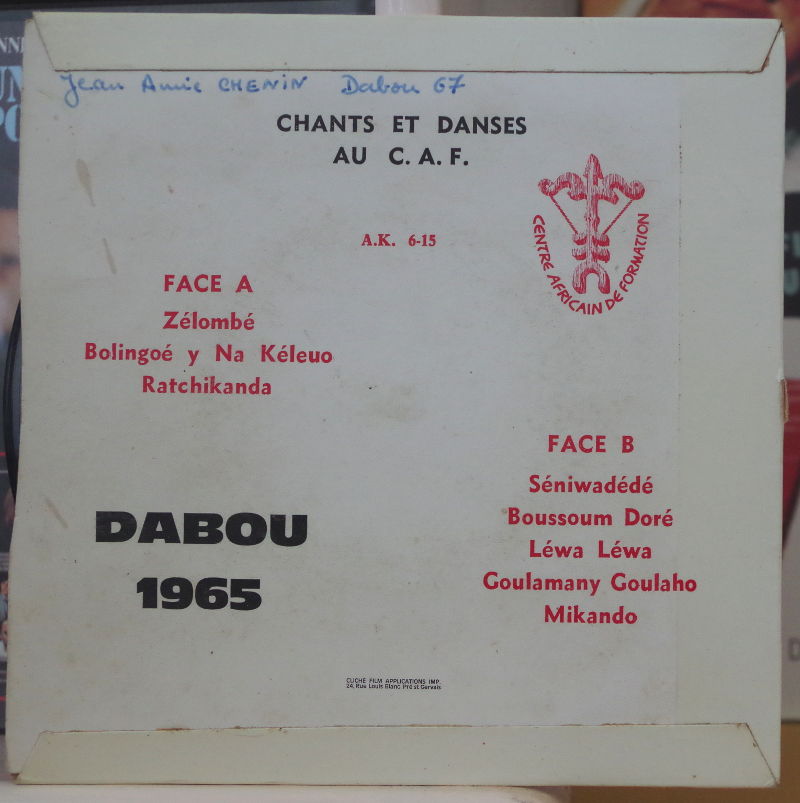 Jean Amie CHENIN Dabou 67
CHANTS ET DANSES
AU C. A. F.
A.K. 6-15
CENTRE AFRICAIN DE FORMATION
FACE A
Zélombé
Bolingoé y Na Kéleuo
Ratchikanda
FACE B
Séniwadédé
Boussoum Doré
Léwa Léwa
Goulamany Goulaho
Mikando
DABOU
1965
CLICHÉ FILM APPLICATIONS IMP.
24, Rue Louis Blanc Pré st Gervais